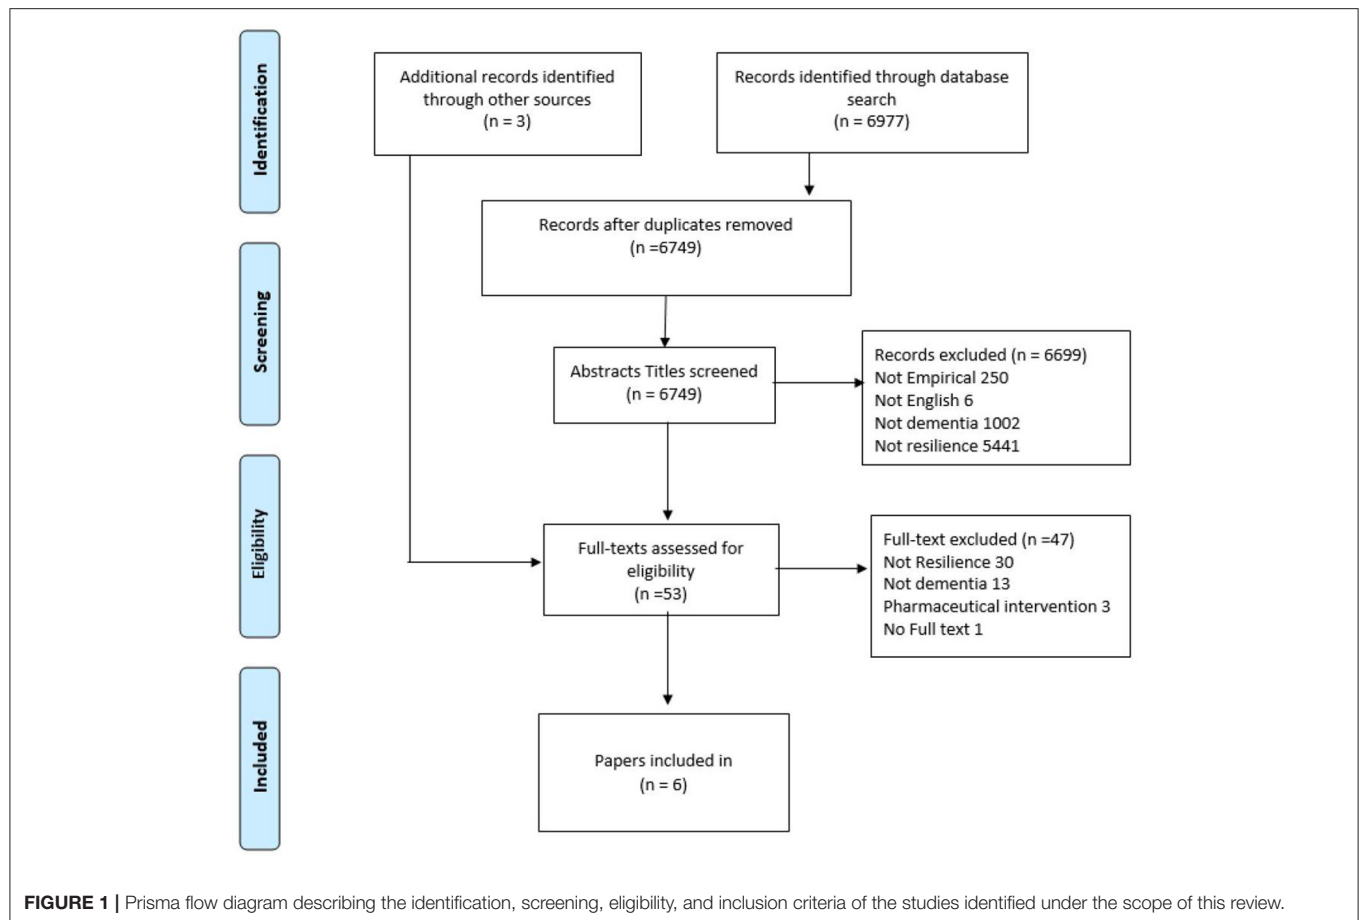 Identification
Additional records identified
through other sources
(n = 3)
Records identified through database
search
(n = 6977)
Records after duplicates removed
(n =6749)
Screening
Abstracts Titles screened
(n = 6749)
Records excluded (n = 6699)
Not Empirical 250
Not English 6
Not dementia 1002
Not resilience 5441
Eligibility
Full-texts assessed for
eligibility
(n =53)
Full-text excluded (n =47)
Not Resilience 30
Not dementia 13
Pharmaceutical intervention 3
No Full text 1
Included
Papers included in
(n = 6)
FIGURE 1 | Prisma flow diagram describing the identification, screening, eligibility, and inclusion criteria of the studies identified under the scope of this review.